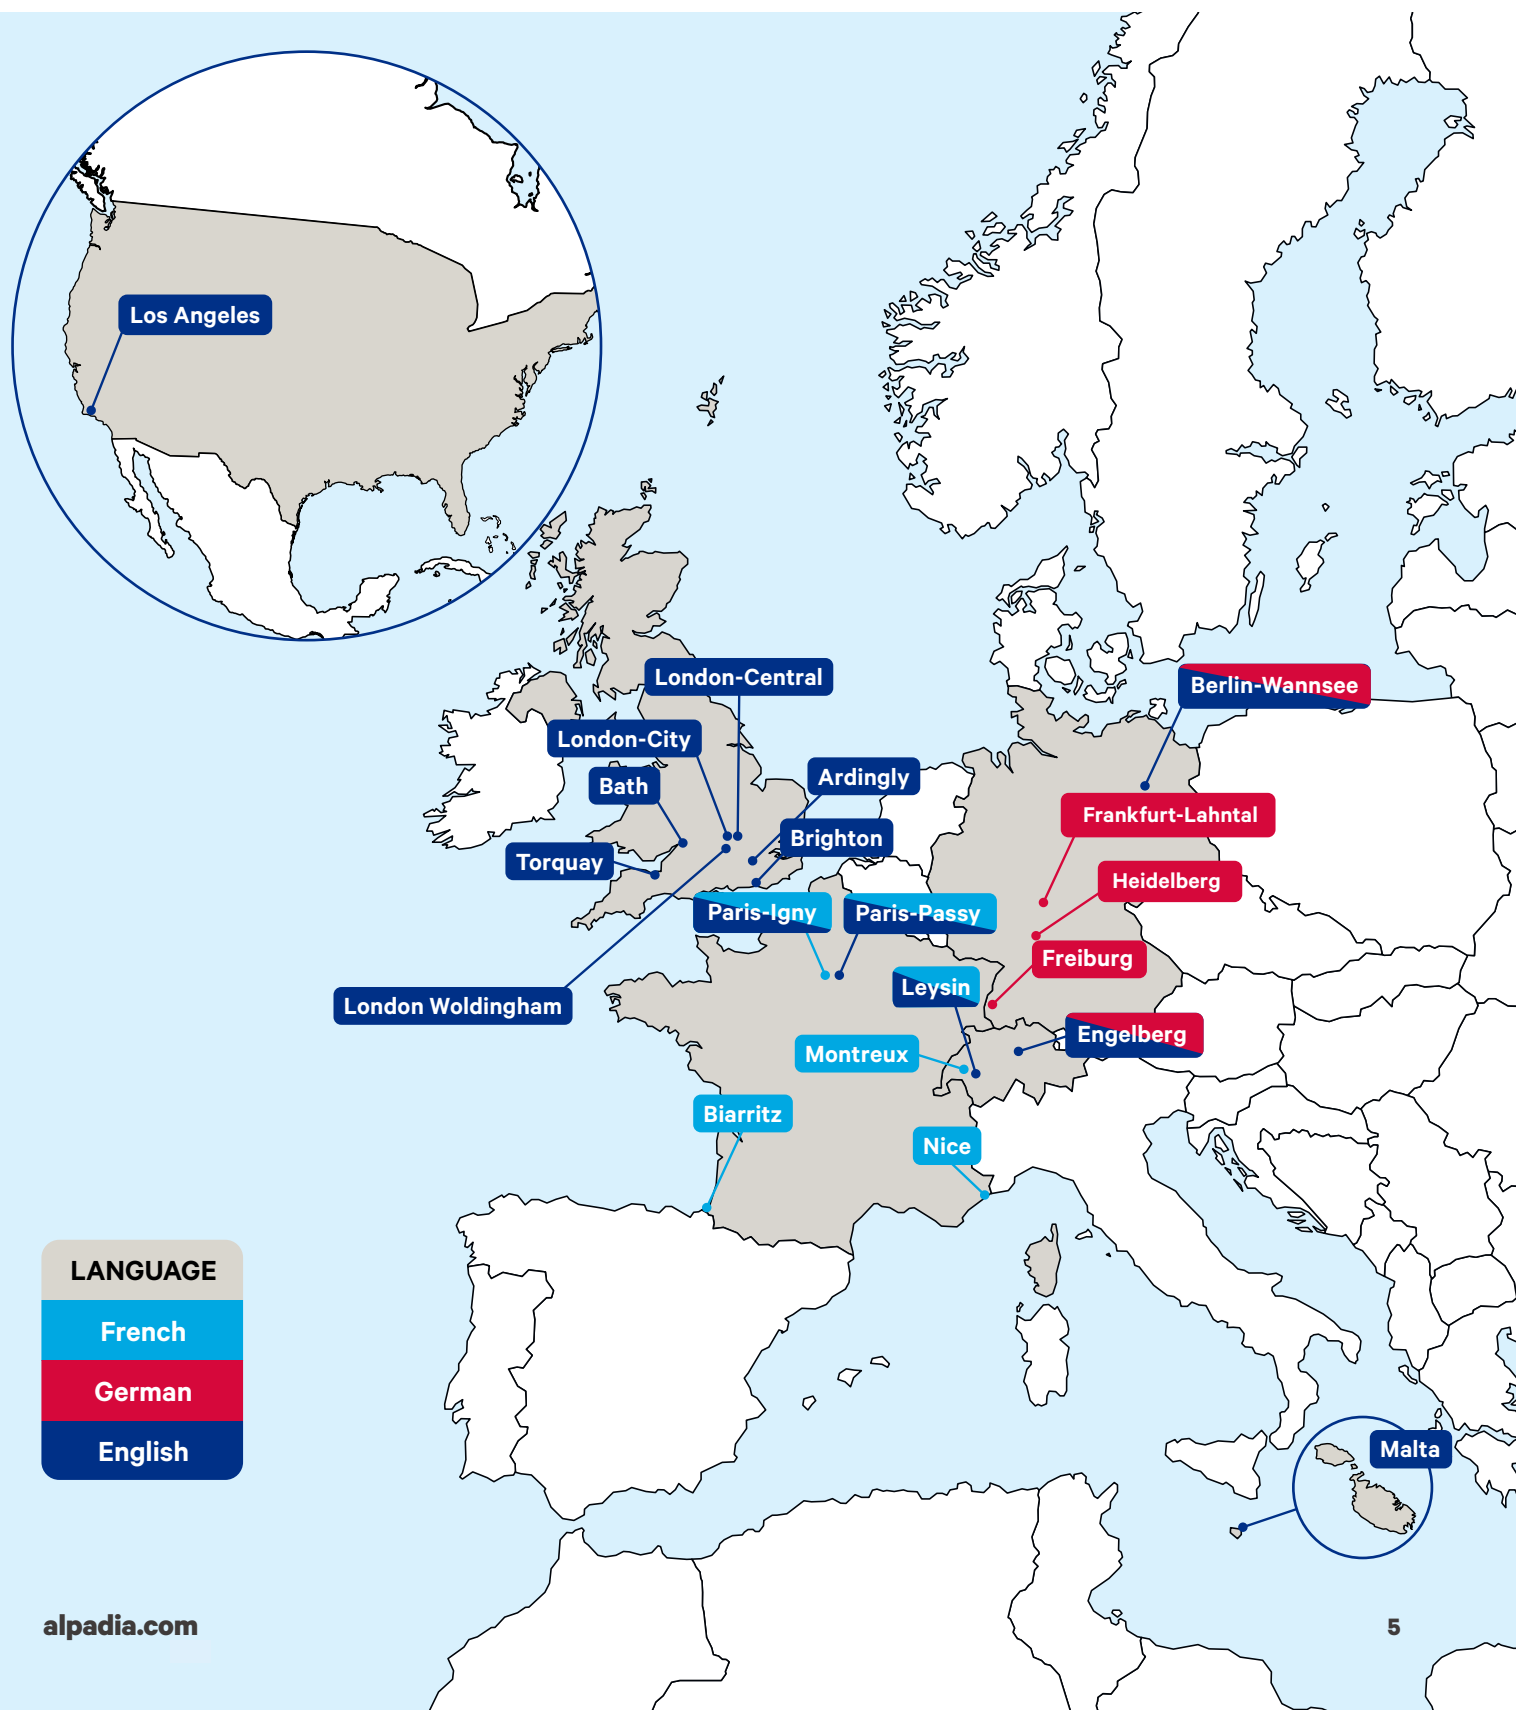 Los Angeles
London-Central
Berlin-Wannsee
London-City
Ardingly
Bath
Frankfurt-Lahntal
Brighton
Torquay
Heidelberg
Paris-Igny
Paris-Passy
Freiburg
Leysin
London Woldingham
Engelberg
Montreux
Biarritz
Nice
LANGUAGE
French
German
English
Malta
alpadia.com
5